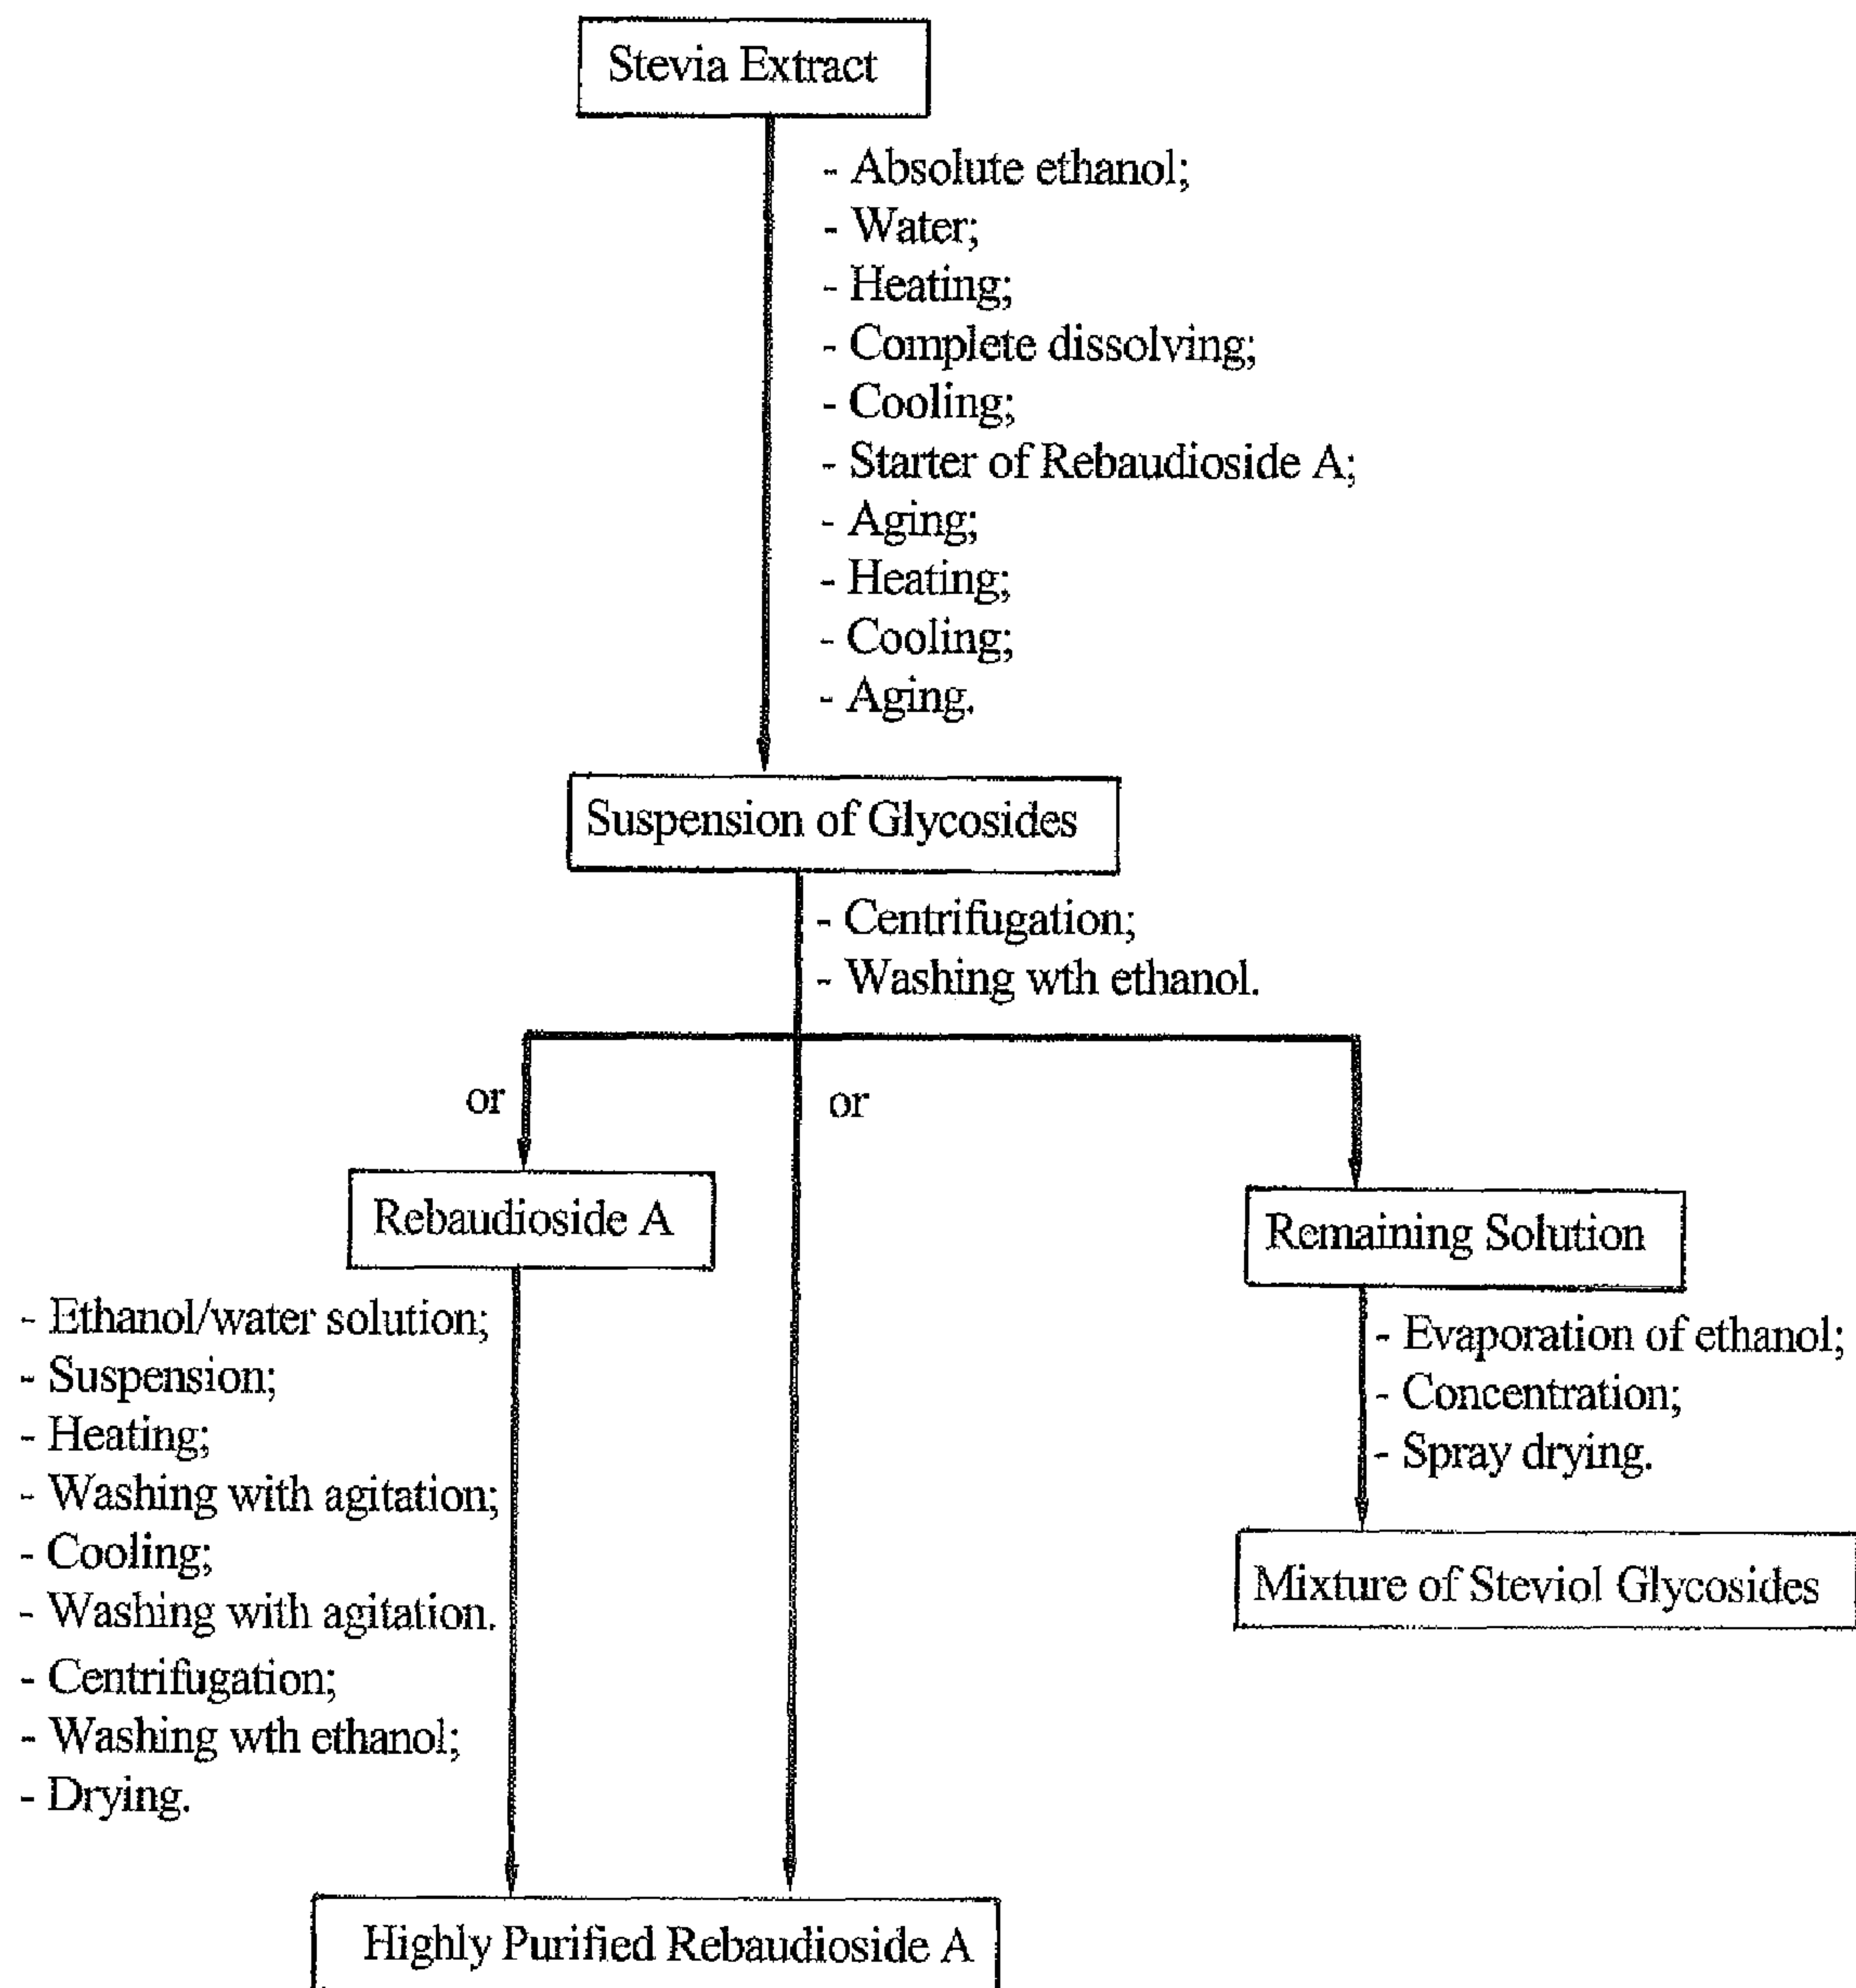 Stevia Extract
- Absolute ethanol;
- Water;
- Heating;
- Complete dissolving;
- Cooling;
- Starter of Rebaudioside A;
- Aging;
- Heating;
- Cooling;
- Aging.
Suspension of Glycosides
- Centrifugation;
- Washing wth ethanol.
or
or
Rebaudioside A
Remaining Solution
- Ethanol/water solution;
- Suspension;
- Heating;
- Washing with agitation;
- Cooling;
- Washing with agitation.
- Centrifugation;
- Washing wth ethanol;
- Drying.
- Evaporation of ethanol;
- Concentration;
- Spray drying.
Mixture of Steviol Glycosides
Highly Purified Rebaudioside A